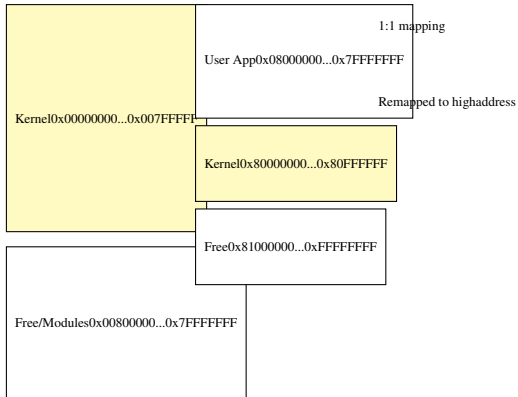 1:1 mapping
User App0x08000000...0x7FFFFFFF
Remapped to highaddress
Kernel0x00000000...0x007FFFFF
Kernel0x80000000...0x80FFFFFF
Free0x81000000...0xFFFFFFFF
Free/Modules0x00800000...0x7FFFFFFF